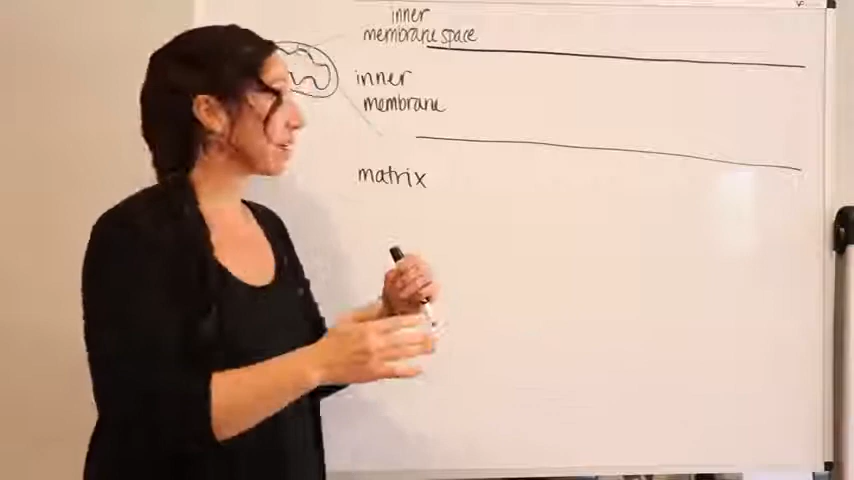 inner
membrane space
inner
membrane
matrix